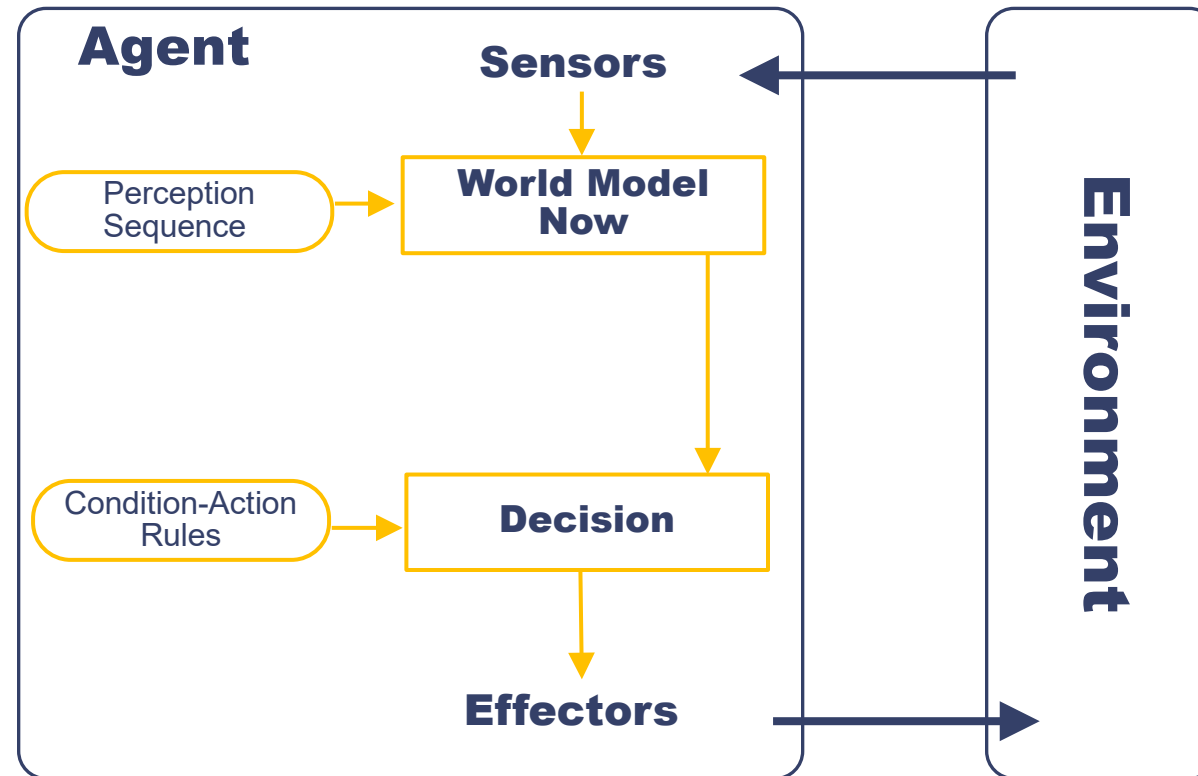 Agent
Sensors
Perception
Sequence
World Model
Now
Condition-Action
Rules
Decision
Effectors
Environment